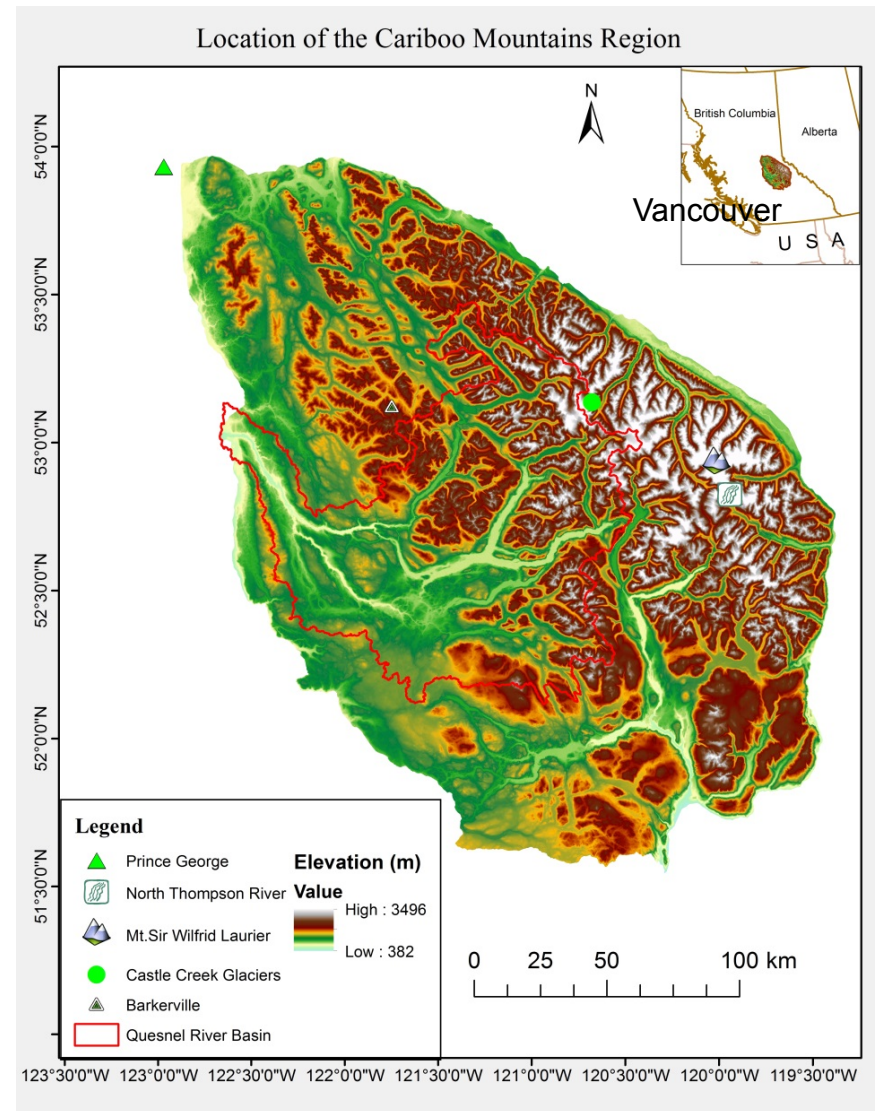 Location of the Cariboo Mountains Region
N
British Columbia
Alberta
Vancouver
U S A
54°0'0"N
53°30'0"N
53°0'0"N
52°30'0"N
52°0'0"N
51°30'0"N
Legend
Prince George
North Thompson River
Mt.Sir Wilfrid Laurier
Castle Creek Glaciers
Barkerville
Quesnel River Basin
Elevation (m)
Value
High : 3496
Low : 382
0 25 50 100 km
123°30'0"W 123°0'0"W 122°30'0"W 122°0'0"W 121°30'0"W 121°0'0"W 120°30'0"W 120°0'0"W 119°30'0"W